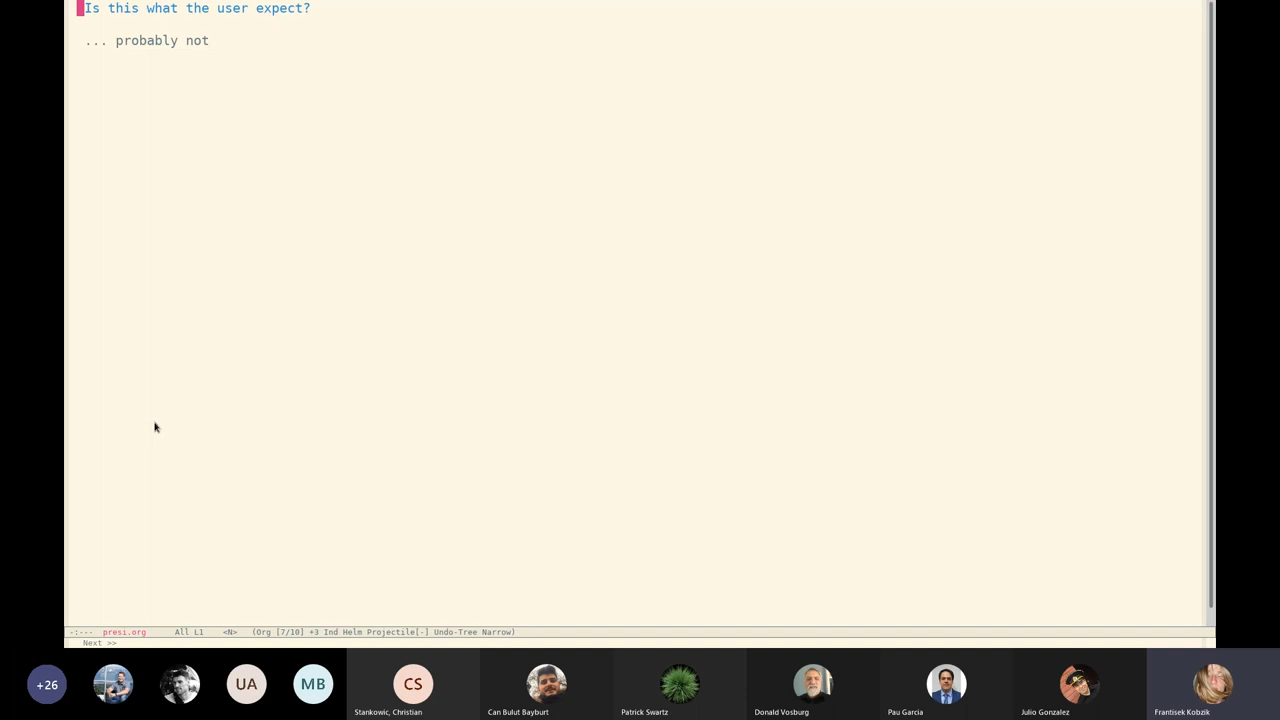 Is this what the user expect?
... probably not
-:--- presi.org All L1 <N> (Org [7/10] +3 Ind Helm Projectile[-] Undo-Tree Narrow)
Next >>
+26
UA
MB
CS
Stankowic, Christian
Can Bulut Bayburt
Patrick Swartz
Donald Vosburg
Pau Garcia
Julio Gonzalez
Frantisek Kobzik